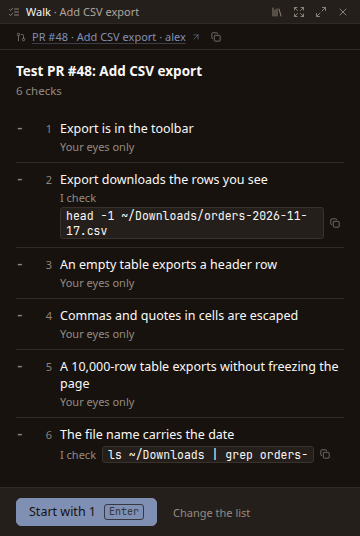 Walk · Add CSV export
PR #48 · Add CSV export · alex
Test PR #48: Add CSV export
6 checks
- 1 Export is in the toolbar
Your eyes only
- 2 Export downloads the rows you see
I check
head -1 ~/Downloads/orders-2026-11-
17.csv
- 3 An empty table exports a header row
Your eyes only
- 4 Commas and quotes in cells are escaped
Your eyes only
- 5 A 10,000-row table exports without freezing the
page
Your eyes only
- 6 The file name carries the date
I check ls ~/Downloads | grep orders-
Start with 1 Enter Change the list